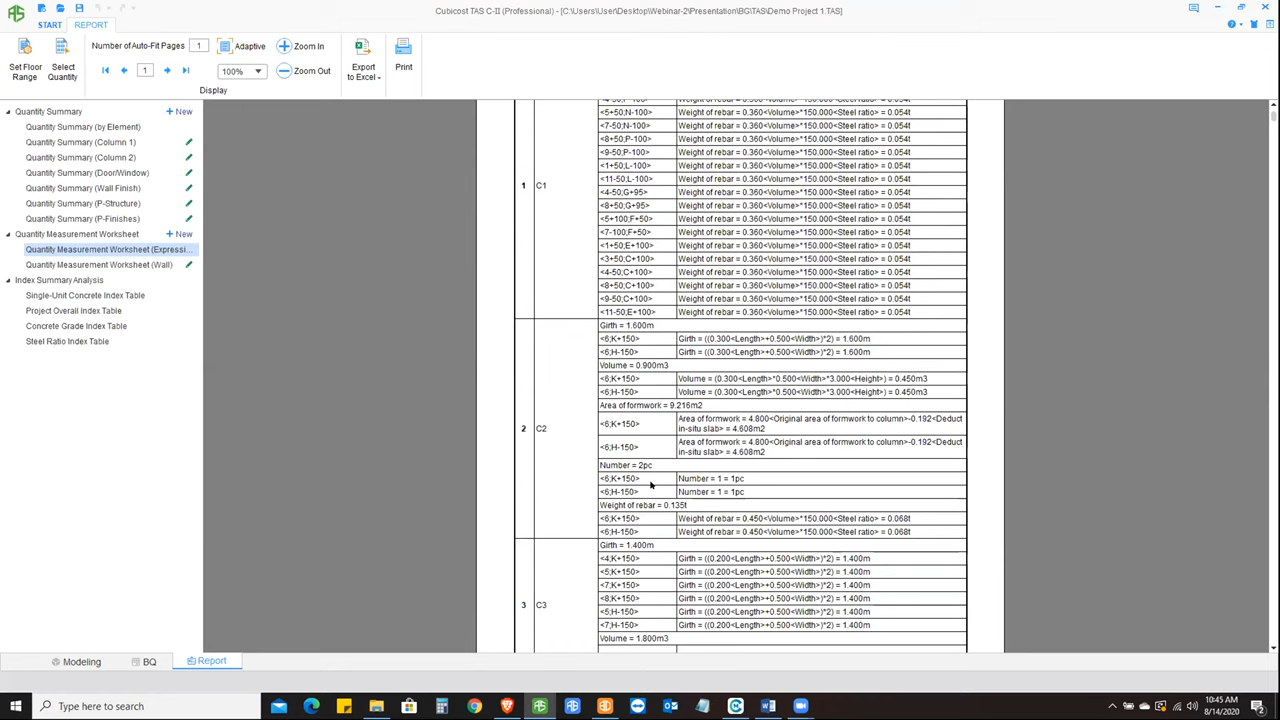 Cubicost TAS C-II (Professional) - [C:\Users\User\Desktop\Webinar-2\Presentation\BG\TAS\Demo Project 1.TAS]
START
REPORT
Set Floor
Range
Select
Quantity
Number of Auto-Fit Pages
1
Adaptive
Zoom In
1
100%
Zoom Out
Display
Export
to Excel
Print
Quantity Summary
New
Quantity Summary (by Element)
Quantity Summary (Column 1)
Quantity Summary (Column 2)
Quantity Summary (Door/Window)
Quantity Summary (Wall Finish)
Quantity Summary (P-Structure)
Quantity Summary (P-Finishes)
Quantity Measurement Worksheet
New
Quantity Measurement Worksheet (Expressi...
Quantity Measurement Worksheet (Wall)
Index Summary Analysis
Single-Unit Concrete Index Table
Project Overall Index Table
Concrete Grade Index Table
Steel Ratio Index Table
1 C1
<5+50;N-100> Weight of rebar = 0.360<Volume>*150.000<Steel ratio> = 0.054t
<7-50;N-100> Weight of rebar = 0.360<Volume>*150.000<Steel ratio> = 0.054t
<8+50;P-100> Weight of rebar = 0.360<Volume>*150.000<Steel ratio> = 0.054t
<9-50;P-100> Weight of rebar = 0.360<Volume>*150.000<Steel ratio> = 0.054t
<1+50;L-100> Weight of rebar = 0.360<Volume>*150.000<Steel ratio> = 0.054t
<11-50;L-100> Weight of rebar = 0.360<Volume>*150.000<Steel ratio> = 0.054t
<4-50;G+95> Weight of rebar = 0.360<Volume>*150.000<Steel ratio> = 0.054t
<8+50;G+95> Weight of rebar = 0.360<Volume>*150.000<Steel ratio> = 0.054t
<5+100;F+50> Weight of rebar = 0.360<Volume>*150.000<Steel ratio> = 0.054t
<7-100;F+50> Weight of rebar = 0.360<Volume>*150.000<Steel ratio> = 0.054t
<1+50;E+100> Weight of rebar = 0.360<Volume>*150.000<Steel ratio> = 0.054t
<3+50;C+100> Weight of rebar = 0.360<Volume>*150.000<Steel ratio> = 0.054t
<4-50;C+100> Weight of rebar = 0.360<Volume>*150.000<Steel ratio> = 0.054t
<8+50;C+100> Weight of rebar = 0.360<Volume>*150.000<Steel ratio> = 0.054t
<9-50;C+100> Weight of rebar = 0.360<Volume>*150.000<Steel ratio> = 0.054t
<11-50;E+100> Weight of rebar = 0.360<Volume>*150.000<Steel ratio> = 0.054t
2 C2
Girth = 1.600m
<6;K+150> Girth = ((0.300<Length>+0.500<Width>)*2) = 1.600m
<6;H-150> Girth = ((0.300<Length>+0.500<Width>)*2) = 1.600m
Volume = 0.900m3
<6;K+150> Volume = (0.300<Length>*0.500<Width>*3.000<Height>) = 0.450m3
<6;H-150> Volume = (0.300<Length>*0.500<Width>*3.000<Height>) = 0.450m3
Area of formwork = 9.216m2
<6;K+150> Area of formwork = 4.800<Original area of formwork to column>-0.192<Deduct
in-situ slab> = 4.608m2
<6;H-150> Area of formwork = 4.800<Original area of formwork to column>-0.192<Deduct
in-situ slab> = 4.608m2
Number = 2pc
<6;K+150> Number = 1 = 1pc
<6;H-150> Number = 1 = 1pc
Weight of rebar = 0.135t
<6;K+150> Weight of rebar = 0.450<Volume>*150.000<Steel ratio> = 0.068t
<6;H-150> Weight of rebar = 0.450<Volume>*150.000<Steel ratio> = 0.068t
3 C3
Girth = 1.400m
<4;K+150> Girth = ((0.200<Length>+0.500<Width>)*2) = 1.400m
<5;K+150> Girth = ((0.200<Length>+0.500<Width>)*2) = 1.400m
<7;K+150> Girth = ((0.200<Length>+0.500<Width>)*2) = 1.400m
<8;K+150> Girth = ((0.200<Length>+0.500<Width>)*2) = 1.400m
<5;H-150> Girth = ((0.200<Length>+0.500<Width>)*2) = 1.400m
<7;H-150> Girth = ((0.200<Length>+0.500<Width>)*2) = 1.400m
Volume = 1.800m3
Modeling
BQ
Report
Type here to search
10:45 AM
8/14/2020
2